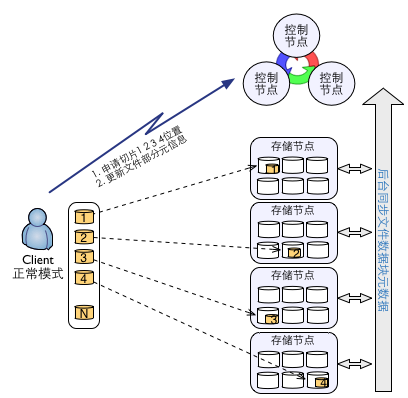 控制
节点
控制
节点
控制
节点
1. 申请切片1 2 3 4位置
2. 更新文件部分元信息
存储节点
1
存储节点
2
存储节点
3
存储节点
4
后台同步文件数据块元数据
1
2
3
4
N
Client
正常模式